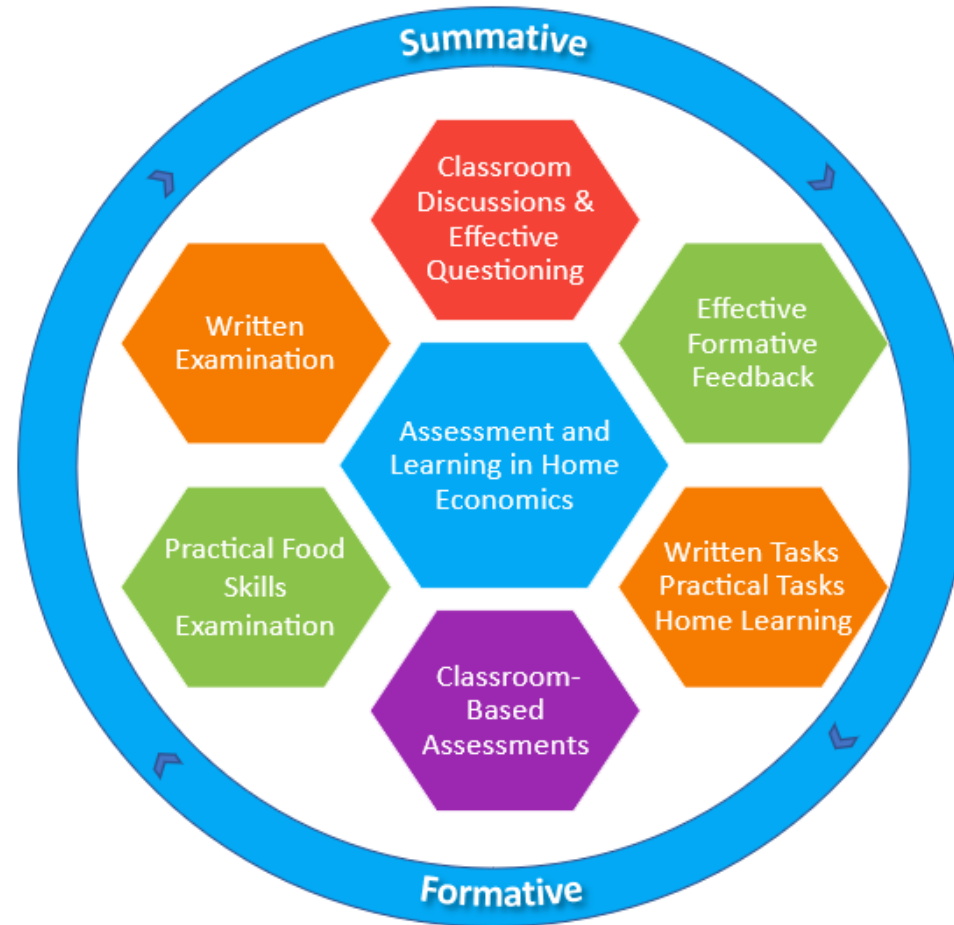 Summative
Classroom
Discussions &
Effective
Questioning
Effective
Formative
Feedback
Written Tasks
Practical Tasks
Home Learning
Classroom-
Based
Assessments
Practical Food
Skills
Examination
Written
Examination
Assessment and
Learning in Home
Economics
Formative